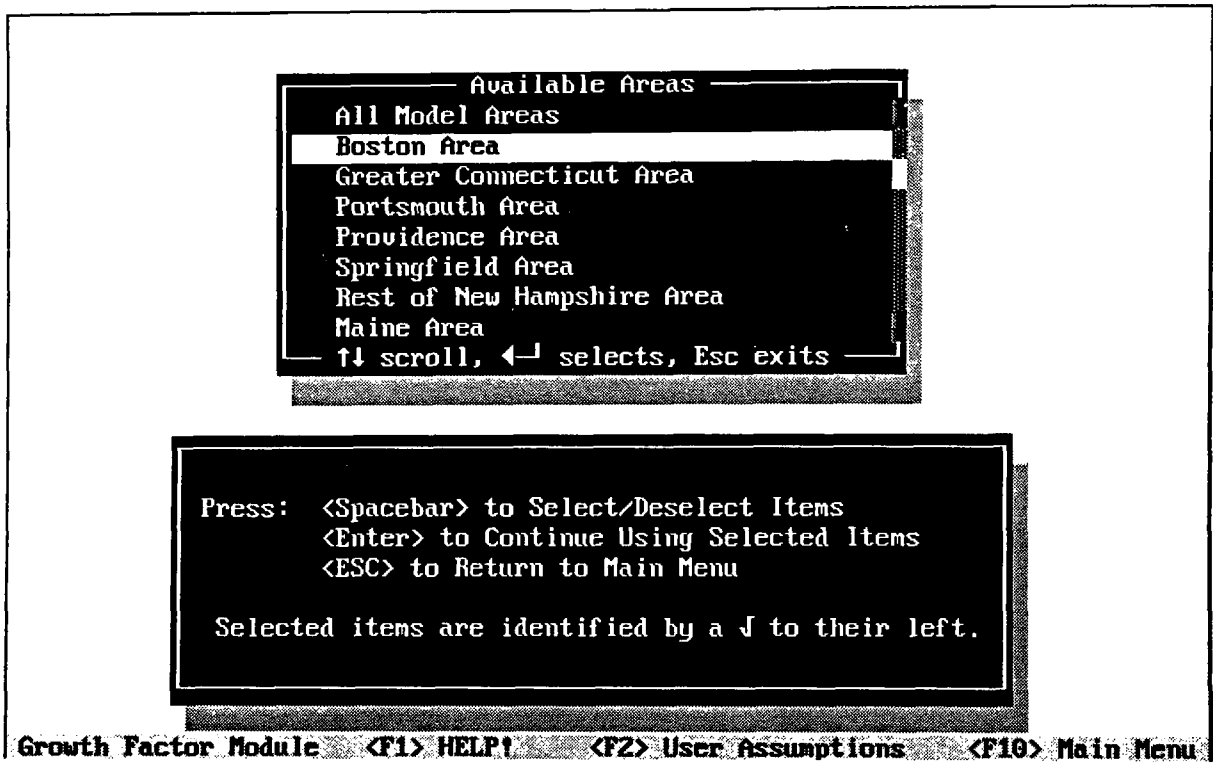 Available Areas
All Model Areas
Boston Area
Greater Connecticut Area
Portsmouth Area
Providence Area
Springfield Area
Rest of New Hampshire Area
Maine Area
↑↓ scroll, ◄┘ selects, Esc exits
Press: <Spacebar> to Select/Deselect Items
<Enter> to Continue Using Selected Items
<ESC> to Return to Main Menu
Selected items are identified by a √ to their left.
Growth Factor Module <F1> HELP! <F2> User Assumptions <F10> Main Menu